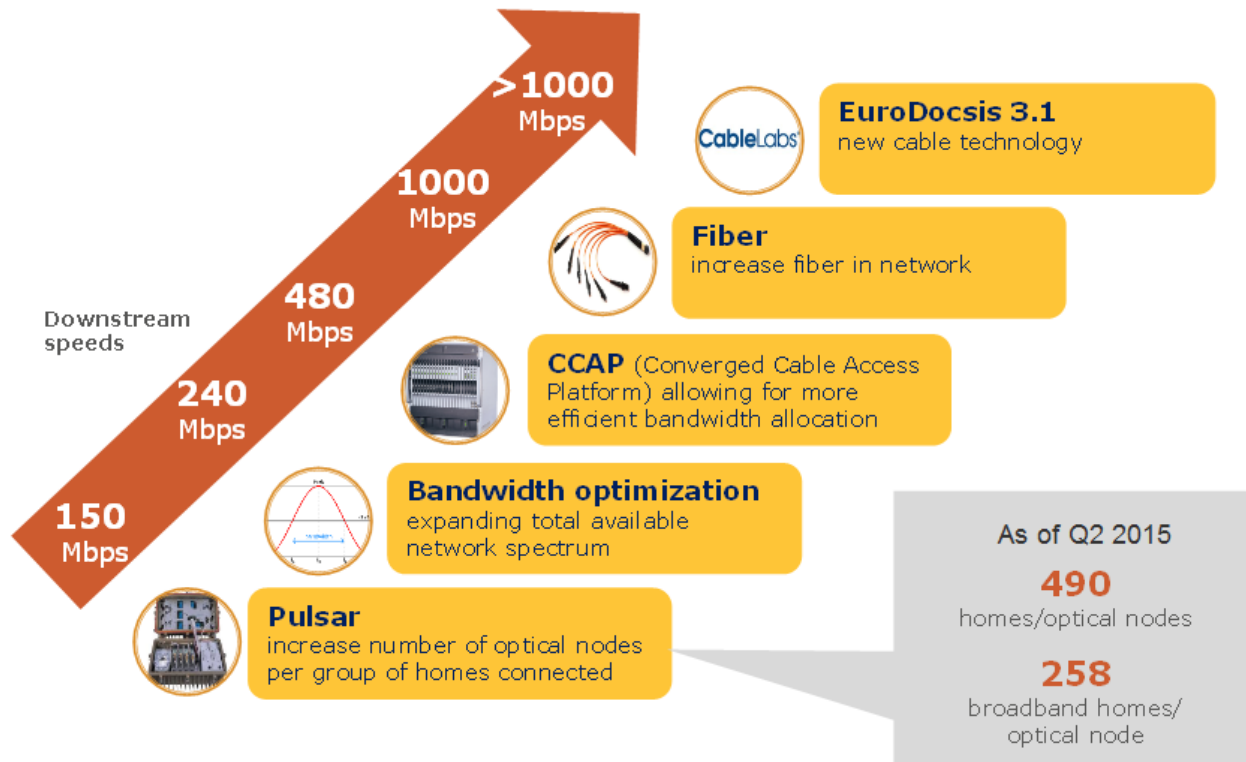 >1000
Mbps
1000
Mbps
480
Mbps
240
Mbps
150
Mbps
Downstream
speeds
CableLabs®
EuroDocsis 3.1
new cable technology
Fiber
increase fiber in network
CCAP (Converged Cable Access
Platform) allowing for more
efficient bandwidth allocation
Bandwidth optimization
expanding total available
network spectrum
Pulsar
increase number of optical nodes
per group of homes connected
As of Q2 2015
490
homes/optical nodes
258
broadband homes/
optical node